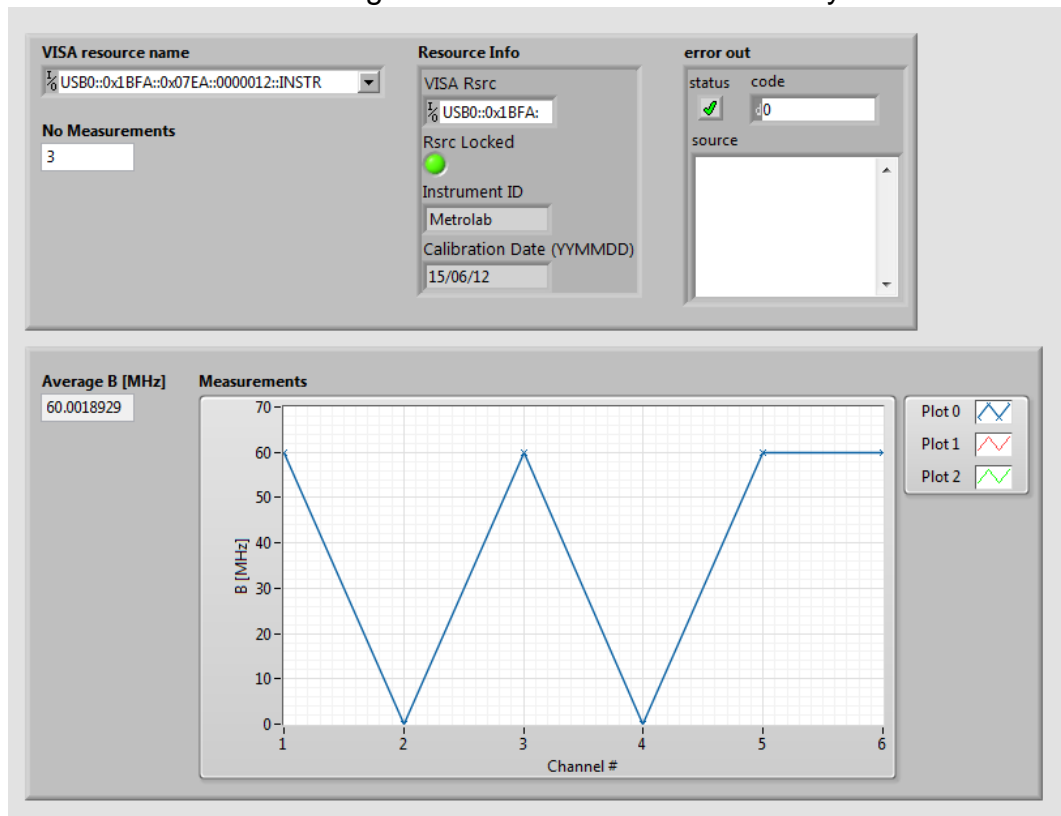 VISA resource name
USB0::0x1BFA::0x07EA::0000012::INSTR
No Measurements
3
Resource Info
VISA Rsrc
USB0::0x1BFA:
Rsrc Locked
Instrument ID
Metrolab
Calibration Date (YYMMDD)
15/06/12
error out
status code
d0
source
Average B [MHz]
60.0018929
Measurements
70
60
50
40
30
20
10
0
B [MHz]
1 2 3 4 5 6
Channel #
Plot 0
Plot 1
Plot 2